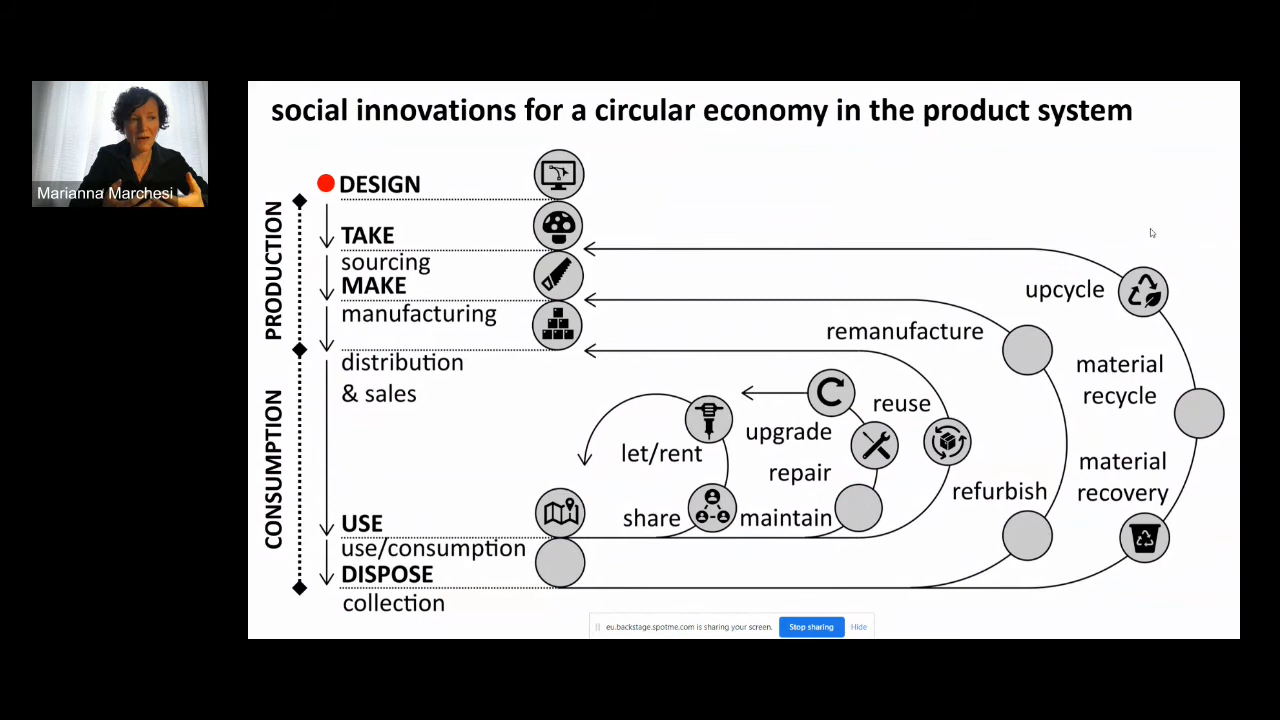 social innovations for a circular economy in the product system
Marianna Marchesi
PRODUCTION
CONSUMPTION
DESIGN
TAKE
sourcing
MAKE
manufacturing
distribution
& sales
USE
use/consumption
DISPOSE
collection
let/rent
share
upgrade
repair
maintain
reuse
remanufacture
refurbish
upcycle
material
recycle
material
recovery
eu.backstage.spotme.com is sharing your screen.
Stop sharing
Hide